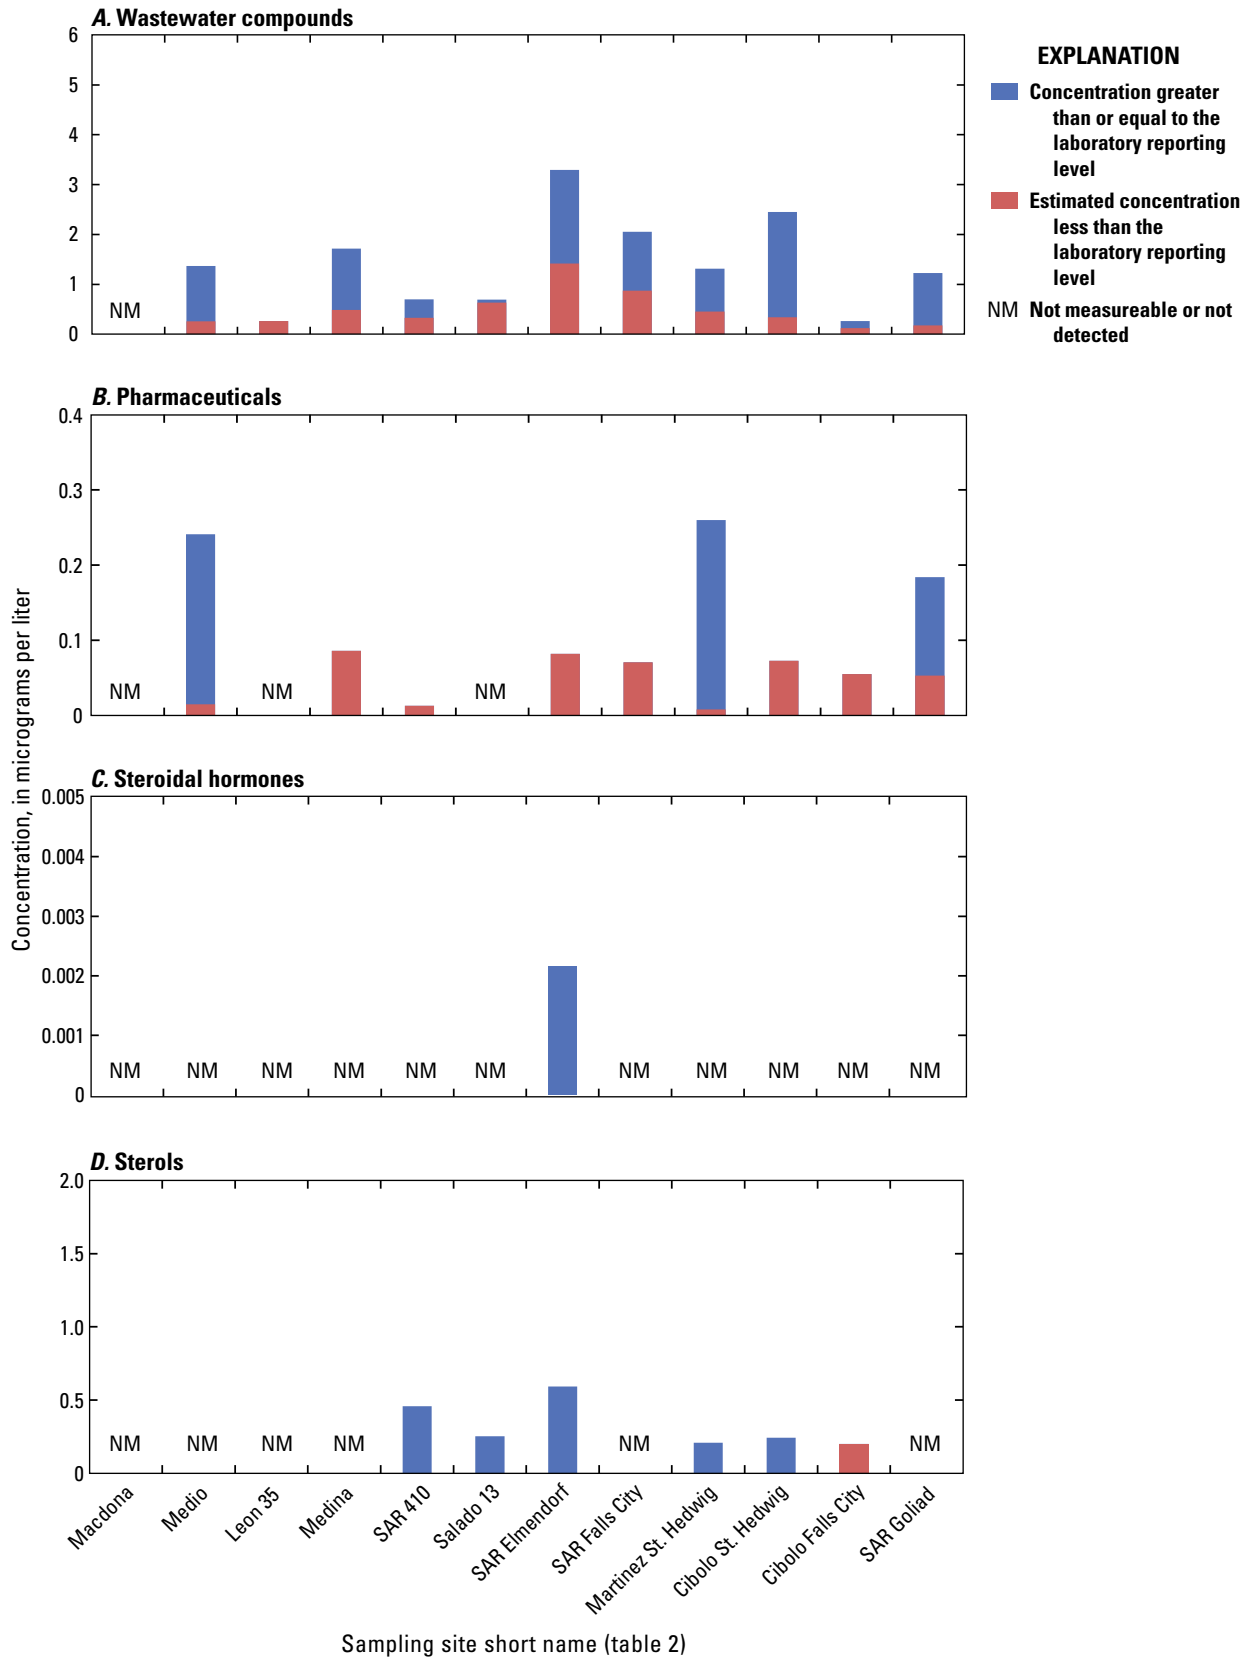 A. Wastewater compounds
6
5
4
3
2
1
0
NM
EXPLANATION
Concentration greater
than or equal to the
laboratory reporting
level
Estimated concentration
less than the
laboratory reporting
level
NM Not measureable or not
detected
B. Pharmaceuticals
0.4
0.3
0.2
0.1
0
NM NM NM
Concentration, in micrograms per liter
C. Steroidal hormones
0.005
0.004
0.003
0.002
0.001
0
NM NM NM NM NM NM NM NM NM NM NM
D. Sterols
2.0
1.5
1.0
0.5
0
NM NM NM NM NM NM
Macdona
Medio
Leon 35
Medina
SAR 410
Salado 13
SAR Elmendorf
SAR Falls City
Martinez St. Hedwig
Cibolo St. Hedwig
Cibolo Falls City
SAR Goliad
Sampling site short name (table 2)